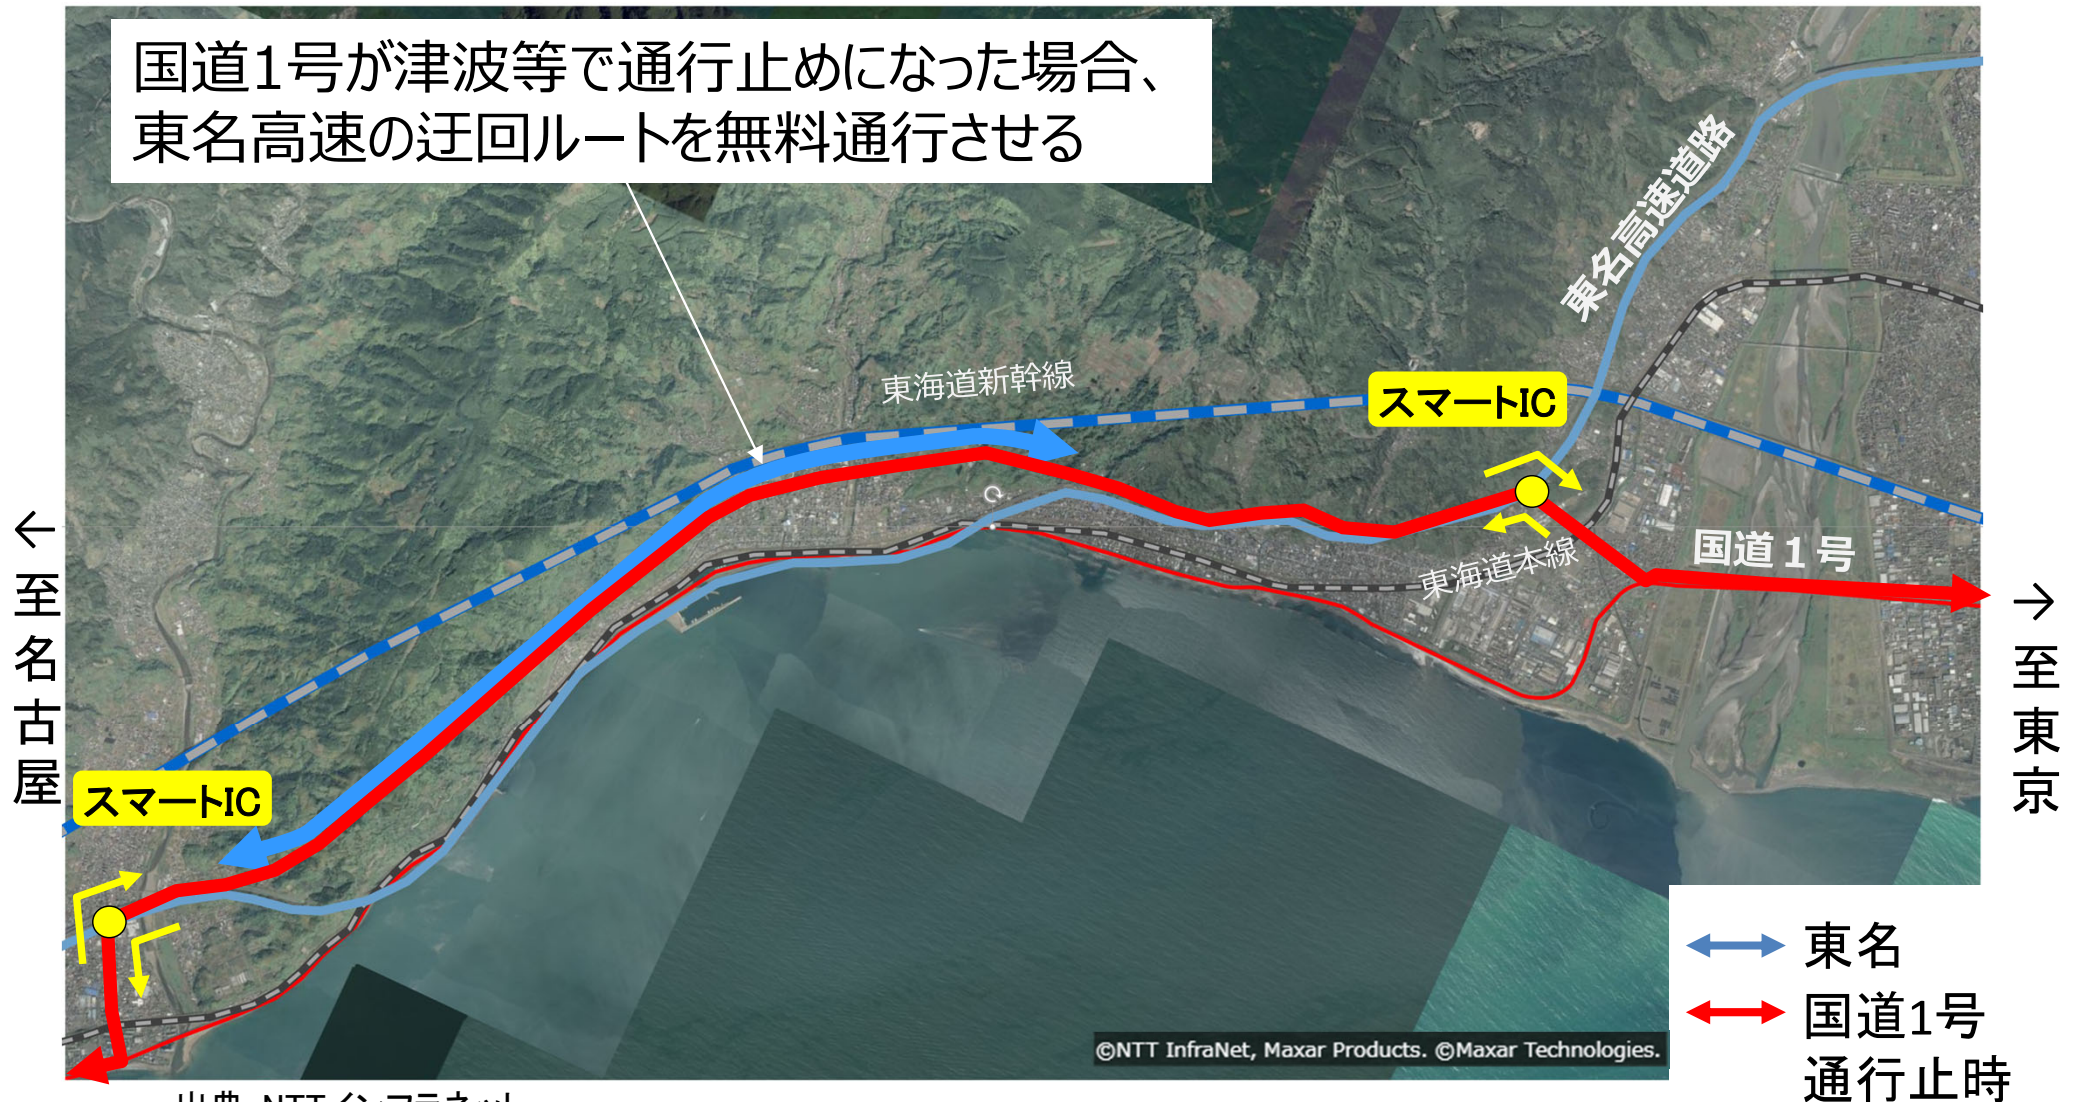 国道1号が津波等で通行止めになった場合、
東名高速の迂回ルートを無料通行させる
東名高速道路
東海道新幹線
スマートIC
国道１号
東海道本線
←至名古屋
→至東京
スマートIC
東名
国道1号
通行止時
©NTT InfraNet, Maxar Products. ©Maxar Technologies.